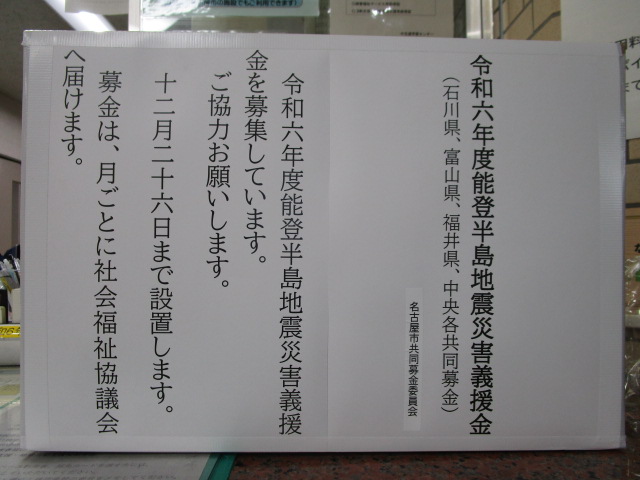 令和六年度能登半島地震災害義援金
（石川県、富山県、福井県、中央各共同募金）
名古屋市共同募金委員会
令和六年度能登半島地震災害義援
金を募集しています。
ご協力お願いします。
十二月二十六日まで設置します。
募金は、月ごとに社会福祉協議会
へ届けます。